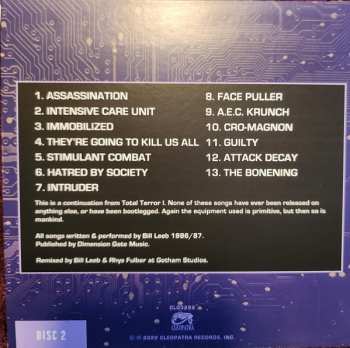 1. ASSASSINATION
2. INTENSIVE CARE UNIT
3. IMMOBILIZED
4. THEY'RE GOING TO KILL US ALL
5. STIMULANT COMBAT
6. HATRED BY SOCIETY
7. INTRUDER
8. FACE PULLER
9. A.E.C. KRUNCH
10. CRO-MAGNON
11. GUILTY
12. ATTACK DECAY
13. THE BONENING
This is a continuation from Total Terror I. None of these songs have ever been released on
anything else, or have been bootlegged. Again the equipment used is primitive, but then so is
mankind.
All songs written & performed by Bill Leeb 1986/87.
Published by Dimension Gate Music.
Remixed by Bill Leeb & Rhys Fulber at Gotham Studios.
DISC 2
CLEOPATRA
℗ © 2022 CLEOPATRA RECORDS, INC.